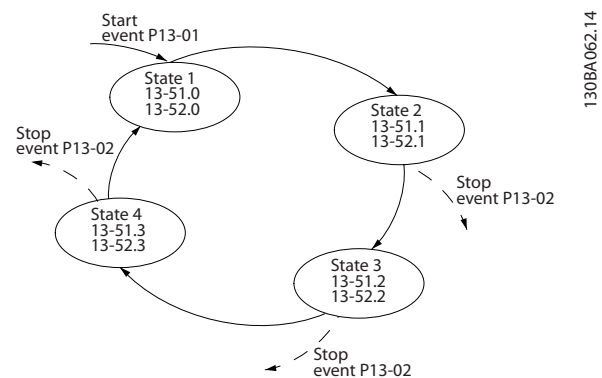 Start
event P13-01
State 1
13-51.0
13-52.0
State 2
13-51.1
13-52.1
Stop
event P13-02
Stop
event P13-02
State 4
13-51.3
13-52.3
State 3
13-51.2
13-52.2
Stop
event P13-02
130BA062.14